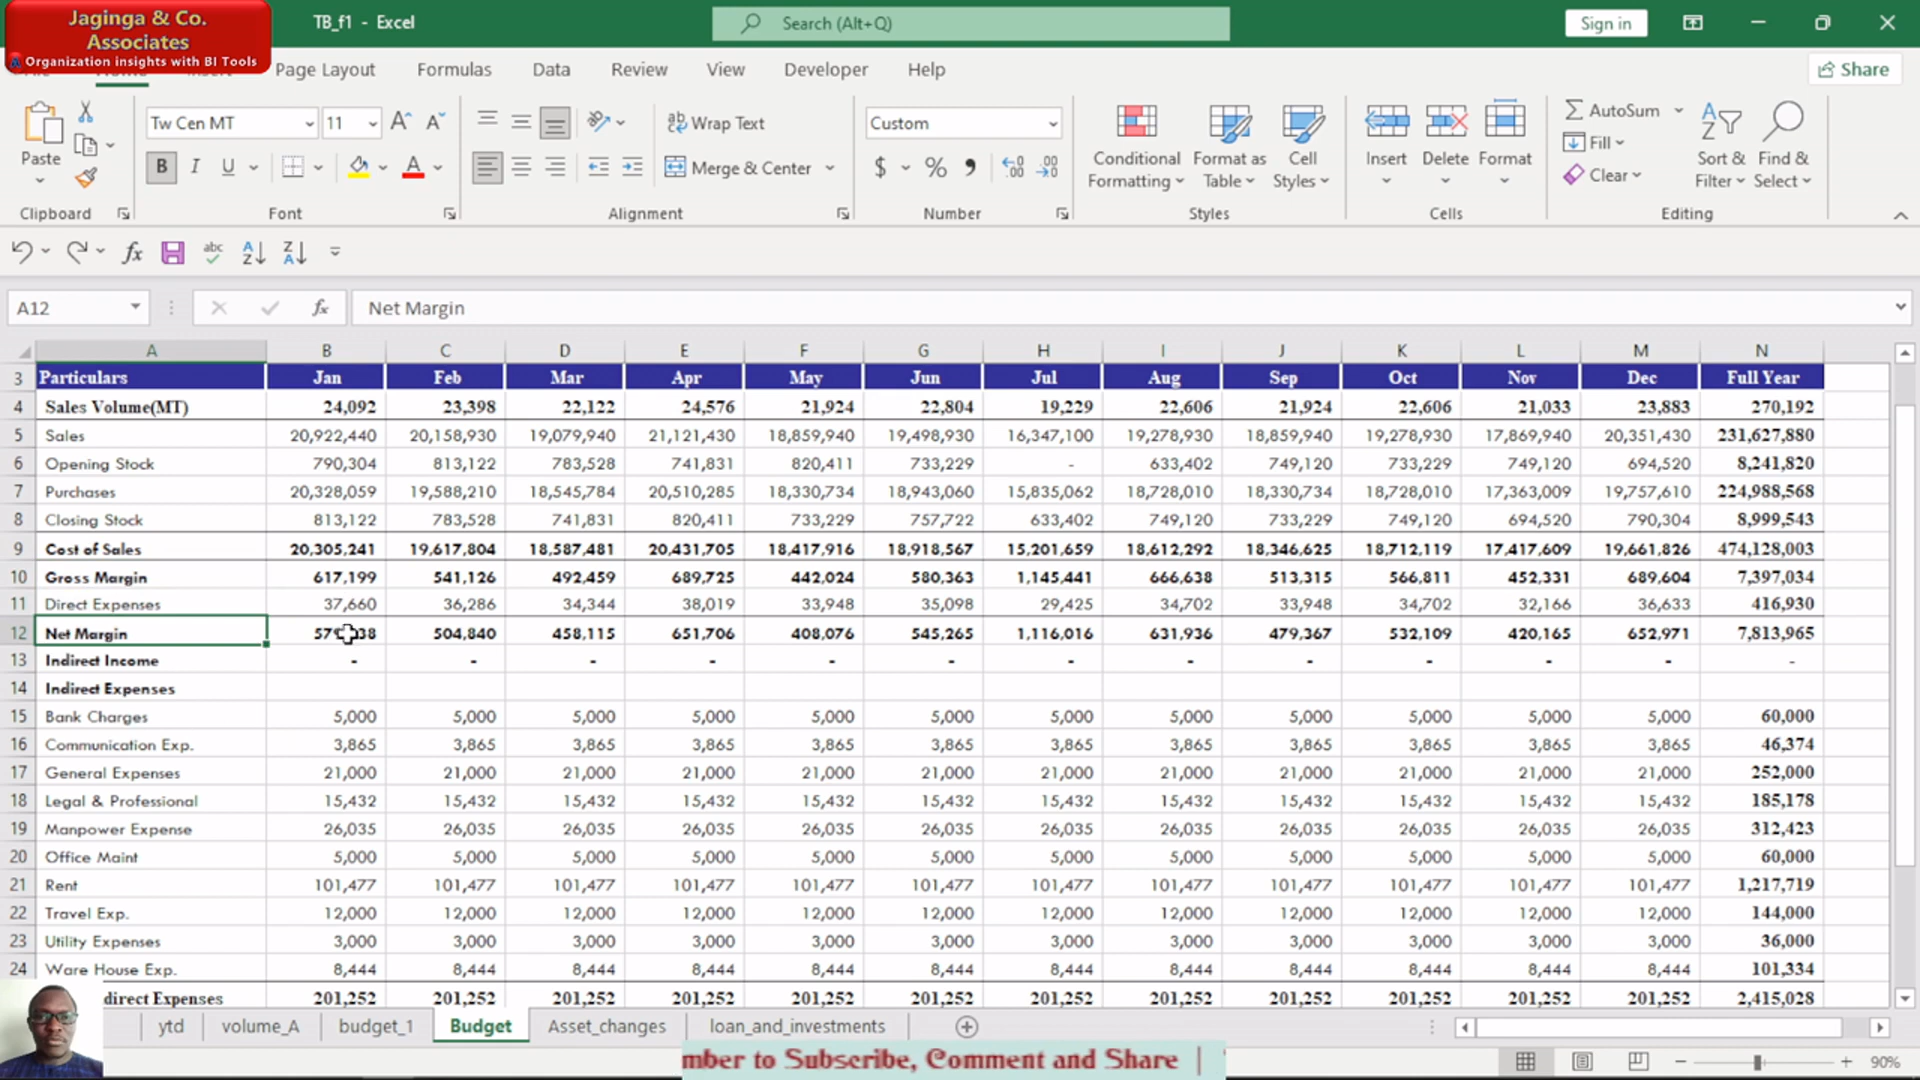 Jaginga & Co.
Associates
Organization insights with BI Tools
TB_f1 - Excel
Search (Alt+Q)
Sign in
Page Layout Formulas Data Review View Developer Help
Share
Paste
Clipboard
Tw Cen MT 11
B I U
Font
Wrap Text
Merge & Center
Alignment
Custom
$ %
Number
Conditional Formatting
Format as Table
Cell Styles
Styles
Insert Delete Format
Cells
AutoSum
Fill
Clear
Sort & Filter
Find & Select
Editing
A12 fx Net Margin
A B C D E F G H I J K L M N
3 Particulars Jan Feb Mar Apr May Jun Jul Aug Sep Oct Nov Dec Full Year
4 Sales Volume(MT) 24,092 23,398 22,122 24,576 21,924 22,804 19,229 22,606 21,924 22,606 21,033 23,883 270,192
5 Sales 20,922,440 20,158,930 19,079,940 21,121,430 18,859,940 19,498,930 16,347,100 19,278,930 18,859,940 19,278,930 17,869,940 20,351,430 231,627,880
6 Opening Stock 790,304 813,122 783,528 741,831 820,411 733,229 - 633,402 749,120 733,229 749,120 694,520 8,241,820
7 Purchases 20,328,059 19,588,210 18,545,784 20,510,285 18,330,734 18,943,060 15,835,062 18,728,010 18,330,734 18,728,010 17,363,009 19,757,610 224,988,568
8 Closing Stock 813,122 783,528 741,831 820,411 733,229 757,722 633,402 749,120 733,229 749,120 694,520 790,304 8,999,543
9 Cost of Sales 20,305,241 19,617,804 18,587,481 20,431,705 18,417,916 18,918,567 15,201,659 18,612,292 18,346,625 18,712,119 17,417,609 19,661,826 474,128,003
10 Gross Margin 617,199 541,126 492,459 689,725 442,024 580,363 1,145,441 666,638 513,315 566,811 452,331 689,604 7,397,034
11 Direct Expenses 37,660 36,286 34,344 38,019 33,948 35,098 29,425 34,702 33,948 34,702 32,166 36,633 416,930
12 Net Margin 504,840 458,115 651,706 408,076 545,265 1,116,016 631,936 479,367 532,109 420,165 652,971 7,813,965
13 Indirect Income - - - - - - - - - - - - -
14 Indirect Expenses
15 Bank Charges 5,000 5,000 5,000 5,000 5,000 5,000 5,000 5,000 5,000 5,000 5,000 5,000 60,000
16 Communication Exp. 3,865 3,865 3,865 3,865 3,865 3,865 3,865 3,865 3,865 3,865 3,865 3,865 46,374
17 General Expenses 21,000 21,000 21,000 21,000 21,000 21,000 21,000 21,000 21,000 21,000 21,000 21,000 252,000
18 Legal & Professional 15,432 15,432 15,432 15,432 15,432 15,432 15,432 15,432 15,432 15,432 15,432 15,432 185,178
19 Manpower Expense 26,035 26,035 26,035 26,035 26,035 26,035 26,035 26,035 26,035 26,035 26,035 26,035 312,423
20 Office Maint 5,000 5,000 5,000 5,000 5,000 5,000 5,000 5,000 5,000 5,000 5,000 5,000 60,000
21 Rent 101,477 101,477 101,477 101,477 101,477 101,477 101,477 101,477 101,477 101,477 101,477 101,477 1,217,719
22 Travel Exp. 12,000 12,000 12,000 12,000 12,000 12,000 12,000 12,000 12,000 12,000 12,000 12,000 144,000
23 Utility Expenses 3,000 3,000 3,000 3,000 3,000 3,000 3,000 3,000 3,000 3,000 3,000 3,000 36,000
24 Ware House Exp. 8,444 8,444 8,444 8,444 8,444 8,444 8,444 8,444 8,444 8,444 8,444 8,444 101,334
direct Expenses 201,252 201,252 201,252 201,252 201,252 201,252 201,252 201,252 201,252 201,252 201,252 201,252 2,415,028
ytd volume_A budget_1 Budget Asset_changes loan_and_investments
mber to Subscribe, Comment and Share |
90%